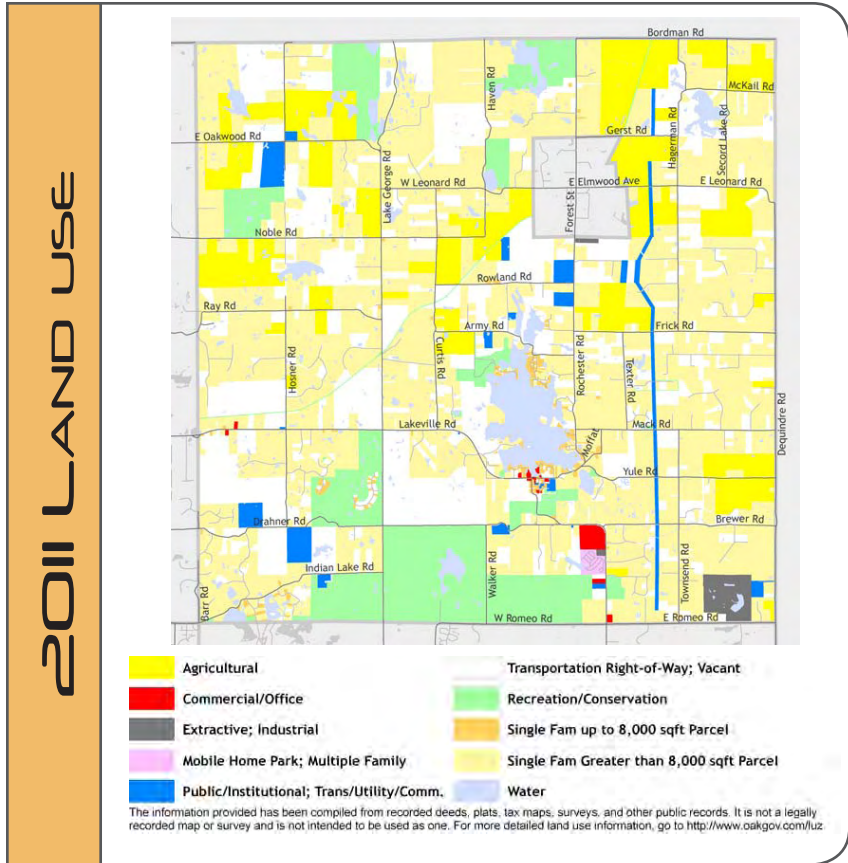 2011 LAND USE
Bordman Rd
McKail Rd
Haven Rd
Hagerman Rd
Secord Lake Rd
Gerst Rd
E Oakwood Rd
Lake George Rd
W Leonard Rd
E Elmwood Ave
E Leonard Rd
Forest St
Noble Rd
Rowland Rd
Ray Rd
Army Rd
Frick Rd
Hosner Rd
Curtis Rd
Rochester Rd
Texter Rd
Dequindre Rd
Lakeville Rd
Moffat
Mack Rd
Yule Rd
Drahner Rd
Brewer Rd
Indian Lake Rd
Walker Rd
Townsend Rd
Barr Rd
W Romeo Rd
E Romeo Rd
Agricultural
Transportation Right-of-Way; Vacant
Commercial/Office
Recreation/Conservation
Extractive; Industrial
Single Fam up to 8,000 sqft Parcel
Mobile Home Park; Multiple Family
Single Fam Greater than 8,000 sqft Parcel
Public/Institutional; Trans/Utility/Comm.
Water
The information provided has been compiled from recorded deeds, plats, tax maps, surveys, and other public records. It is not a legally
recorded map or survey and is not intended to be used as one. For more detailed land use information, go to http://www.oakgov.com/luz